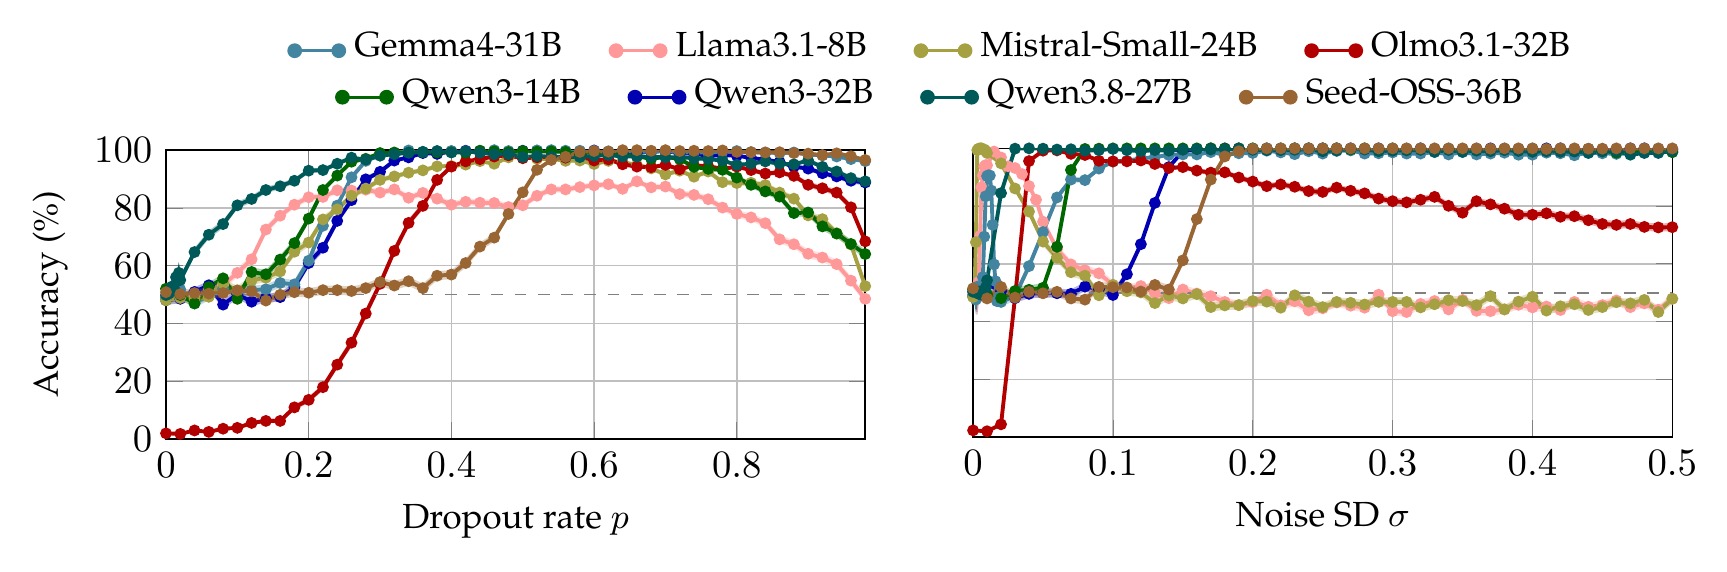 Gemma4-31B Llama3.1-8B Mistral-Small-24B Olmo3.1-32B
Qwen3-14B Qwen3-32B Qwen3.8-27B Seed-OSS-36B
Accuracy (%)
100
80
60
40
20
0
0 0.2 0.4 0.6 0.8
Dropout rate p
0 0.1 0.2 0.3 0.4 0.5
Noise SD σ